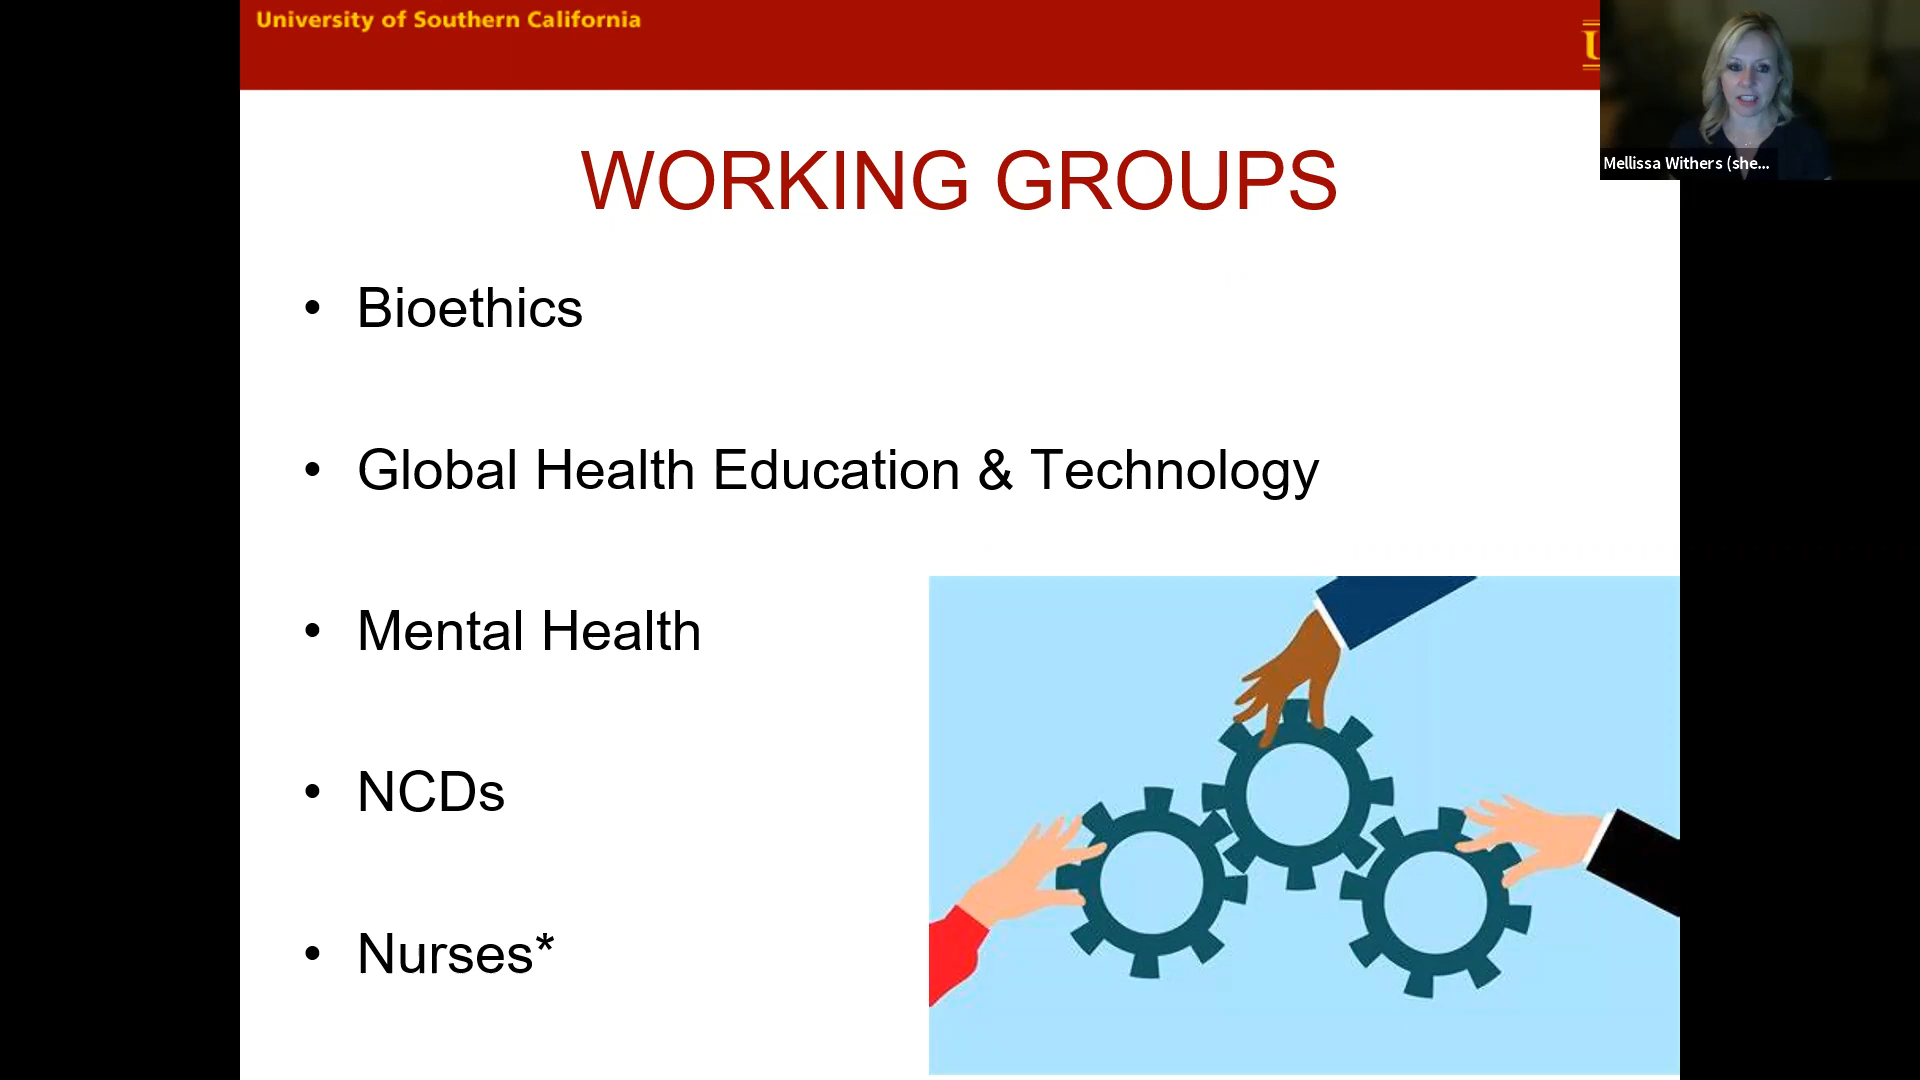 University of Southern California
Mellissa Withers (she...
WORKING GROUPS
• Bioethics
• Global Health Education & Technology
• Mental Health
• NCDs
• Nurses*